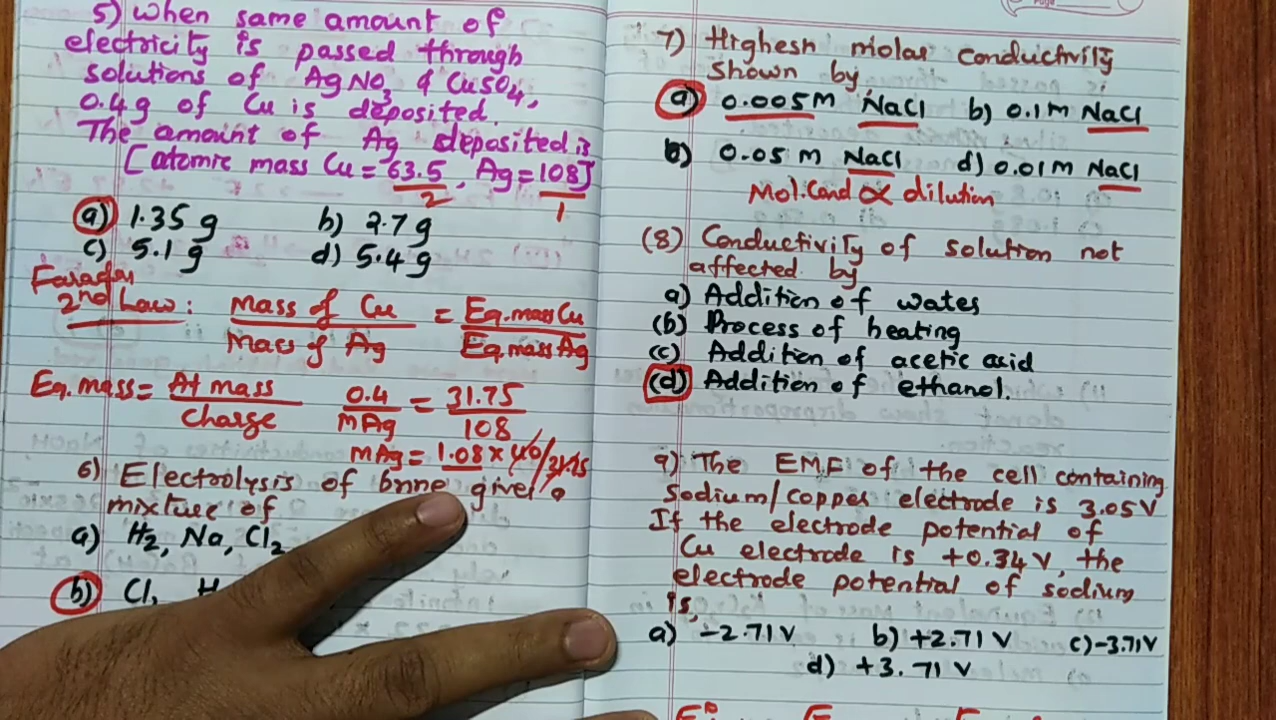 5) When same amount of
electricity is passed through
solutions of AgNO3 & CuSO4,
0.4g of Cu is deposited.
The amount of Ag deposited is
[atomic mass Cu = 63.5, Ag = 108]
2 1
a) 1.35 g b) 2.7 g
c) 5.1 g d) 5.4 g
Faraday
2nd Law: Mass of Cu / Mass of Ag = Eq.mass Cu / Eq.mass Ag
Eq.mass = At mass / charge 0.4 / mAg = 31.75 / 108
mAg = 1.08 × 40/31.75
6) Electrolysis of brine gives a
mixture of
a) H2, Na, Cl2
b) Cl
7) Highesh molar conductivity
shown by,
a) 0.005M NaCl b) 0.1M NaCl
0.05 M NaCl d) 0.01M NaCl
Mol.Cond ∝ dilution
(8) Conductivity of solution not
affected by
a) Addition of water
(b) Process of heating
(c) Addition of acetic acid
(d) Addition of ethanol.
9) The EMF of the cell containing
Sodium/copper electrode is 3.05V
If the electrode potential of
Cu electrode is +0.34 V, the
electrode potential of sodium
is,
a) -2.71 V b) +2.71 V c) -3.71V
d) +3.71 V